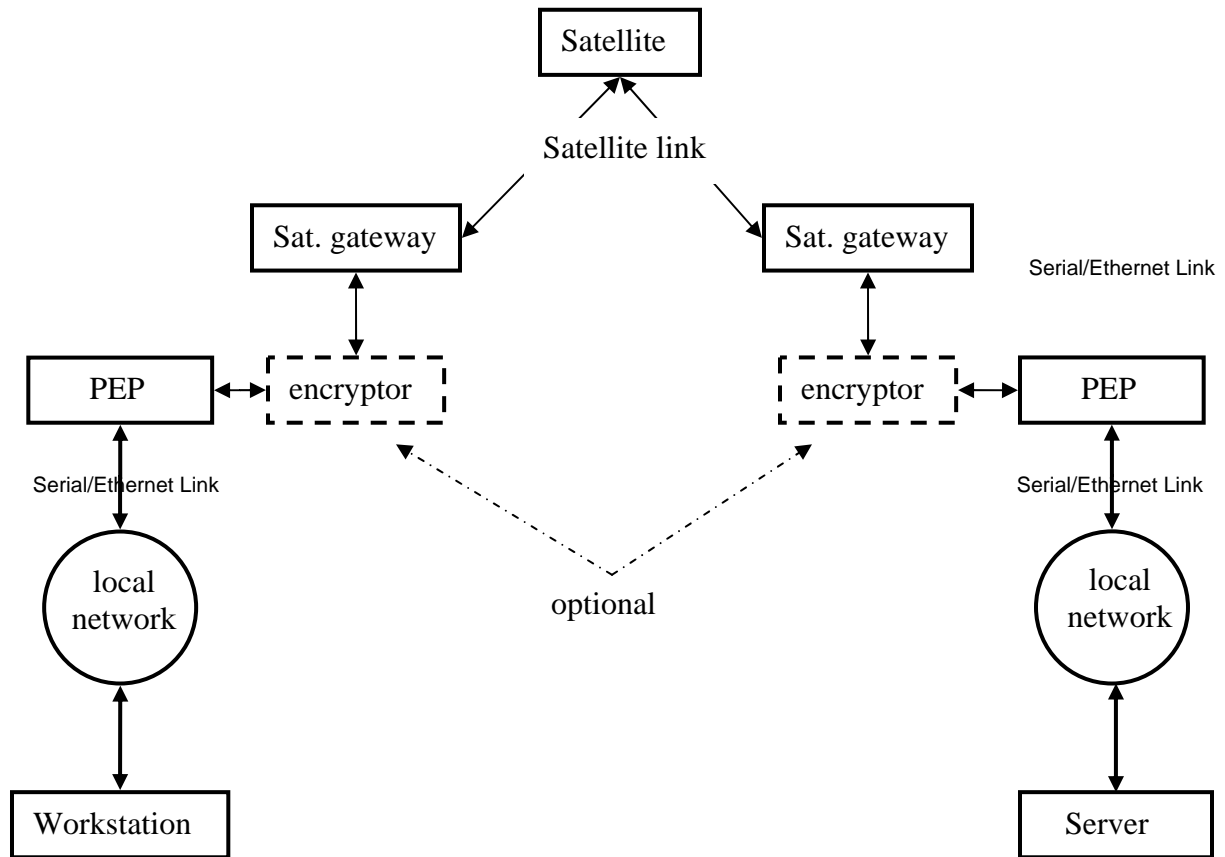 Satellite
Satellite link
Sat. gateway
Sat. gateway
Serial/Ethernet Link
PEP
encryptor
encryptor
PEP
Serial/Ethernet Link
Serial/Ethernet Link
local
network
local
network
optional
Workstation
Server